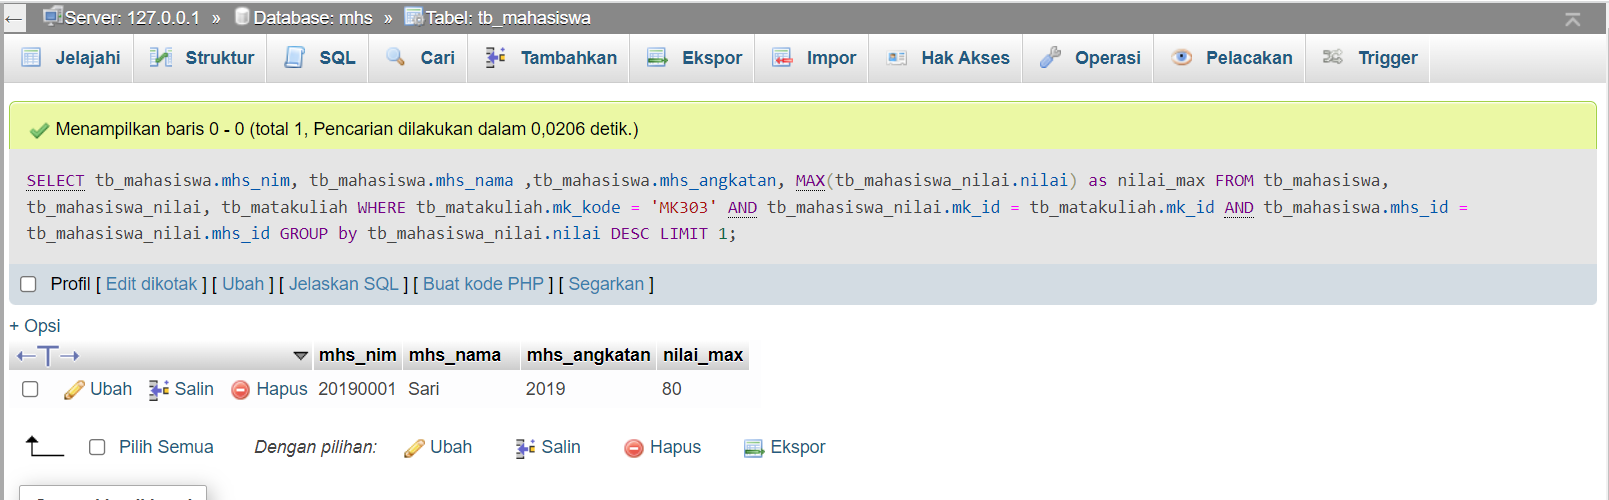 ← Server: 127.0.0.1 » Database: mhs » Tabel: tb_mahasiswa
Jelajahi Struktur SQL Cari Tambahkan Ekspor Impor Hak Akses Operasi Pelacakan Trigger
Menampilkan baris 0 - 0 (total 1, Pencarian dilakukan dalam 0,0206 detik.)
SELECT tb_mahasiswa.mhs_nim, tb_mahasiswa.mhs_nama ,tb_mahasiswa.mhs_angkatan, MAX(tb_mahasiswa_nilai.nilai) as nilai_max FROM tb_mahasiswa,
tb_mahasiswa_nilai, tb_matakuliah WHERE tb_matakuliah.mk_kode = 'MK303' AND tb_mahasiswa_nilai.mk_id = tb_matakuliah.mk_id AND tb_mahasiswa.mhs_id =
tb_mahasiswa_nilai.mhs_id GROUP by tb_mahasiswa_nilai.nilai DESC LIMIT 1;
Profil [ Edit dikotak ] [ Ubah ] [ Jelaskan SQL ] [ Buat kode PHP ] [ Segarkan ]
+ Opsi
←T→ mhs_nim mhs_nama mhs_angkatan nilai_max
Ubah Salin Hapus 20190001 Sari 2019 80
Pilih Semua Dengan pilihan: Ubah Salin Hapus Ekspor